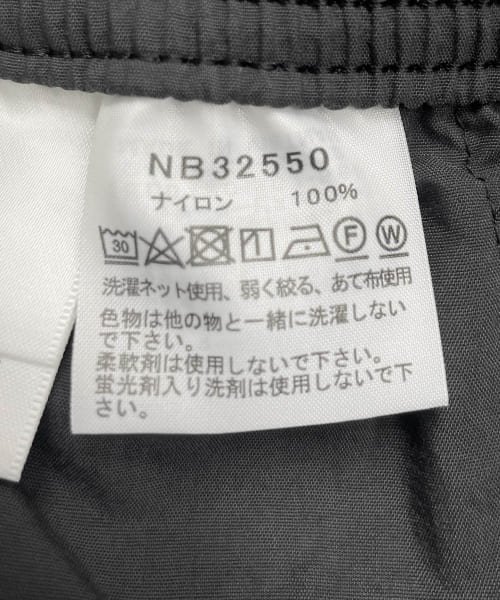 NB32550
ナイロン 100%
30 F W
洗濯ネット使用、弱く絞る、あて布使用
色物は他の物と一緒に洗濯しない
で下さい。
柔軟剤は使用しないで下さい。
蛍光剤入り洗剤は使用しないで下
さい。